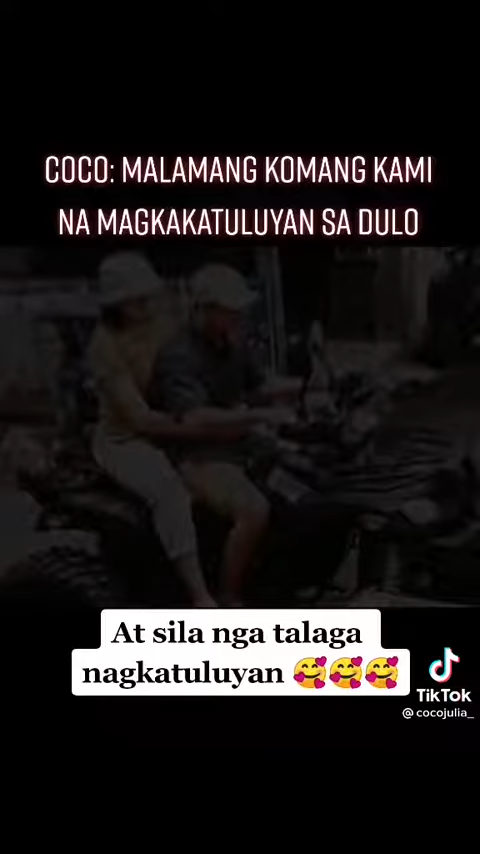 COCO: MALAMANG KOMANG KAMI
NA MAGKAKATULUYAN SA DULO
At sila nga talaga
nagkatuluyan 🥰🥰🥰
TikTok
@cocojulia_